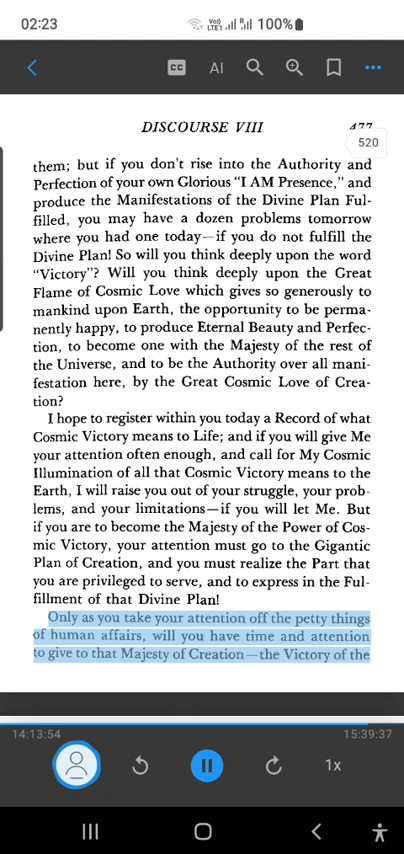 02:23
Vo)) LTE1 R 100%
CC AI
DISCOURSE VIII 477
520
them; but if you don't rise into the Authority and
Perfection of your own Glorious “I AM Presence,” and
produce the Manifestations of the Divine Plan Ful-
filled, you may have a dozen problems tomorrow
where you had one today—if you do not fulfill the
Divine Plan! So will you think deeply upon the word
“Victory”? Will you think deeply upon the Great
Flame of Cosmic Love which gives so generously to
mankind upon Earth, the opportunity to be perma-
nently happy, to produce Eternal Beauty and Perfec-
tion, to become one with the Majesty of the rest of
the Universe, and to be the Authority over all mani-
festation here, by the Great Cosmic Love of Crea-
tion?
I hope to register within you today a Record of what
Cosmic Victory means to Life; and if you will give Me
your attention often enough, and call for My Cosmic
Illumination of all that Cosmic Victory means to the
Earth, I will raise you out of your struggle, your prob-
lems, and your limitations—if you will let Me. But
if you are to become the Majesty of the Power of Cos-
mic Victory, your attention must go to the Gigantic
Plan of Creation, and you must realize the Part that
you are privileged to serve, and to express in the Ful-
fillment of that Divine Plan!
Only as you take your attention off the petty things
of human affairs, will you have time and attention
to give to that Majesty of Creation—the Victory of the
14:13:54 15:39:37
1x